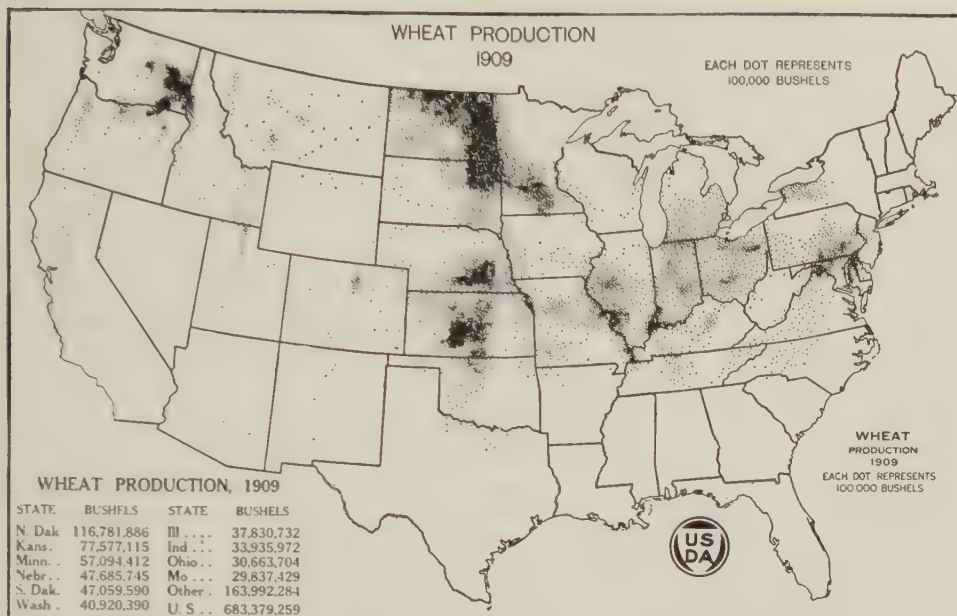 WHEAT PRODUCTION
1909
EACH DOT REPRESENTS
100,000 BUSHELS
WHEAT
PRODUCTION
1909
EACH DOT REPRESENTS
100 000 BUSHELS
USDA
WHEAT PRODUCTION, 1909
STATE BUSHELS STATE BUSHELS
N. Dak 116,781,886 Ill .... 37,830,732
Kans. 77,577,115 Ind ... 33,935,972
Minn. . 57,094,412 Ohio .. 30,663,704
Nebr .. 47,685,745 Mo ... 29,837,429
S. Dak. 47,059,590 Other . 163,992,284
Wash . 40,920,390 U. S .. 683,379,259